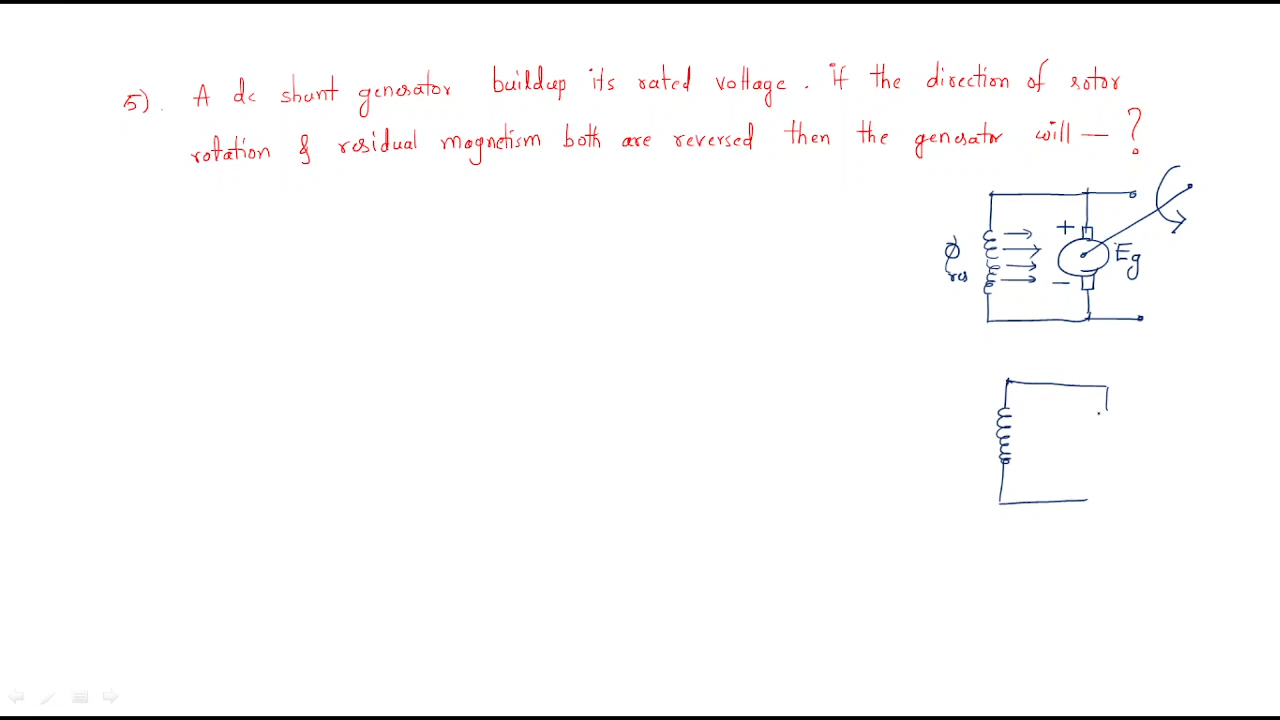 5). A dc shunt generator buildup its rated voltage. if the direction of rotor
rotation & residual magnetism both are reversed then the generator will — ?
+
Φres
Eg
−